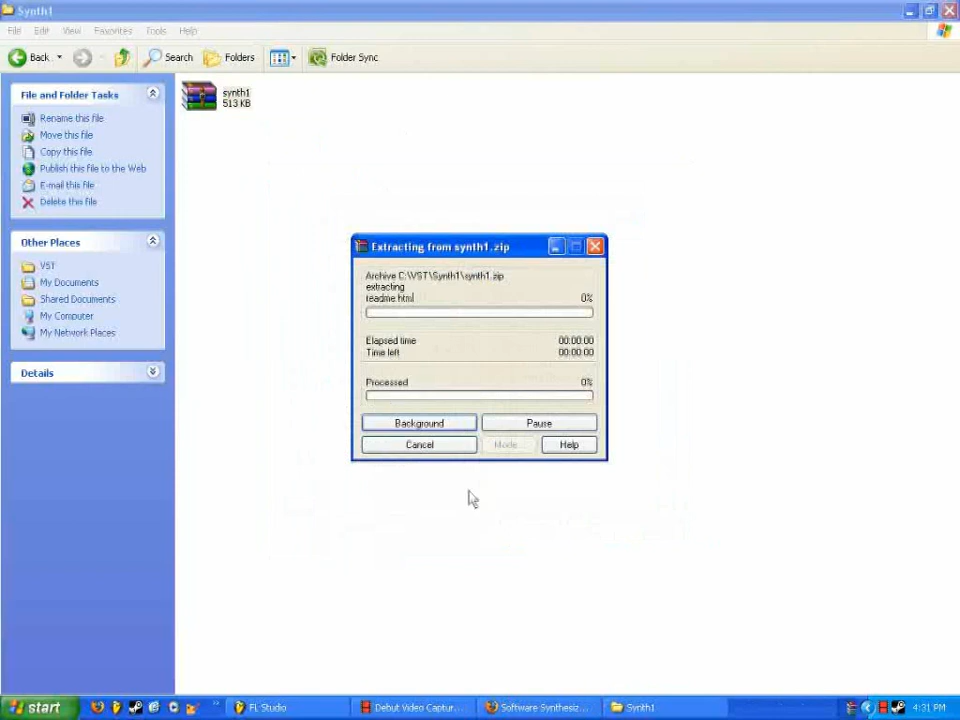 Synth1
File Edit View Favorites Tools Help
Back Search Folders Folder Sync
File and Folder Tasks
Rename this file
Move this file
Copy this file
Publish this file to the Web
E-mail this file
Delete this file
Other Places
VST
My Documents
Shared Documents
My Computer
My Network Places
Details
synth1
513 KB
Extracting from synth1.zip
Archive C:\VST\Synth1\synth1.zip
extracting
readme.html 0%
Elapsed time 00:00:00
Time left 00:00:00
Processed 0%
Background Pause
Cancel Mode... Help
start FL Studio Debut Video Captur... Software Synthesiz... Synth1 4:31 PM